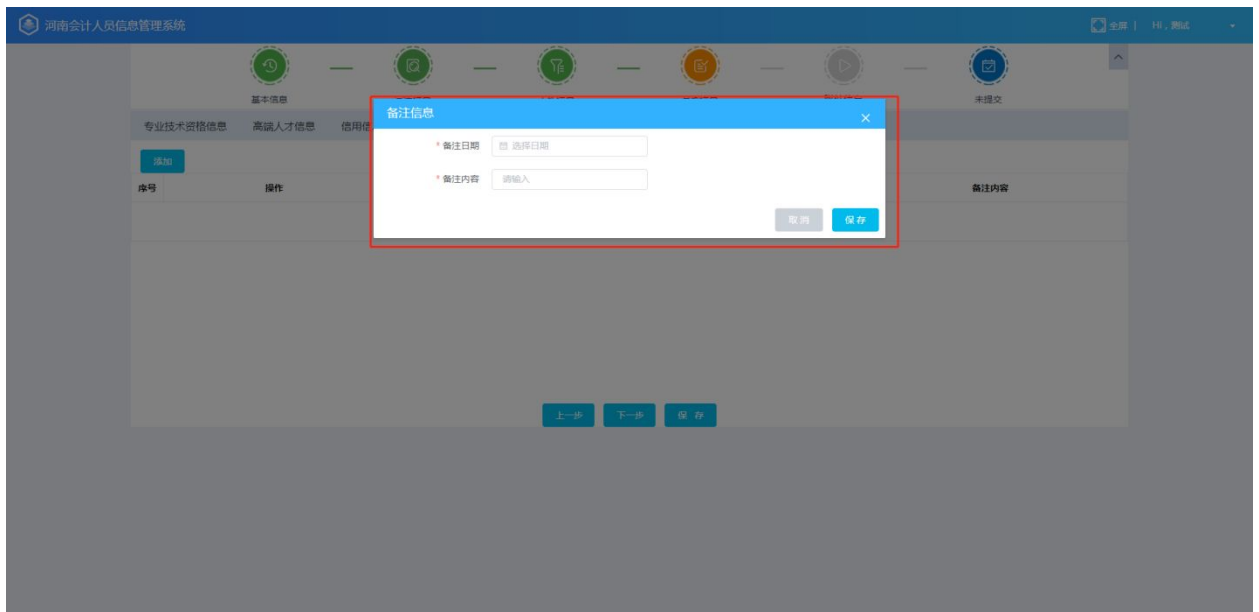 河南会计人员信息管理系统
全屏 | Hi，测试
基本信息
未提交
专业技术资格信息 高端人才信息 信用信
备注信息
* 备注日期 选择日期
* 备注内容 请输入
取消 保存
添加
序号 操作 备注内容
上一步 下一步 保存